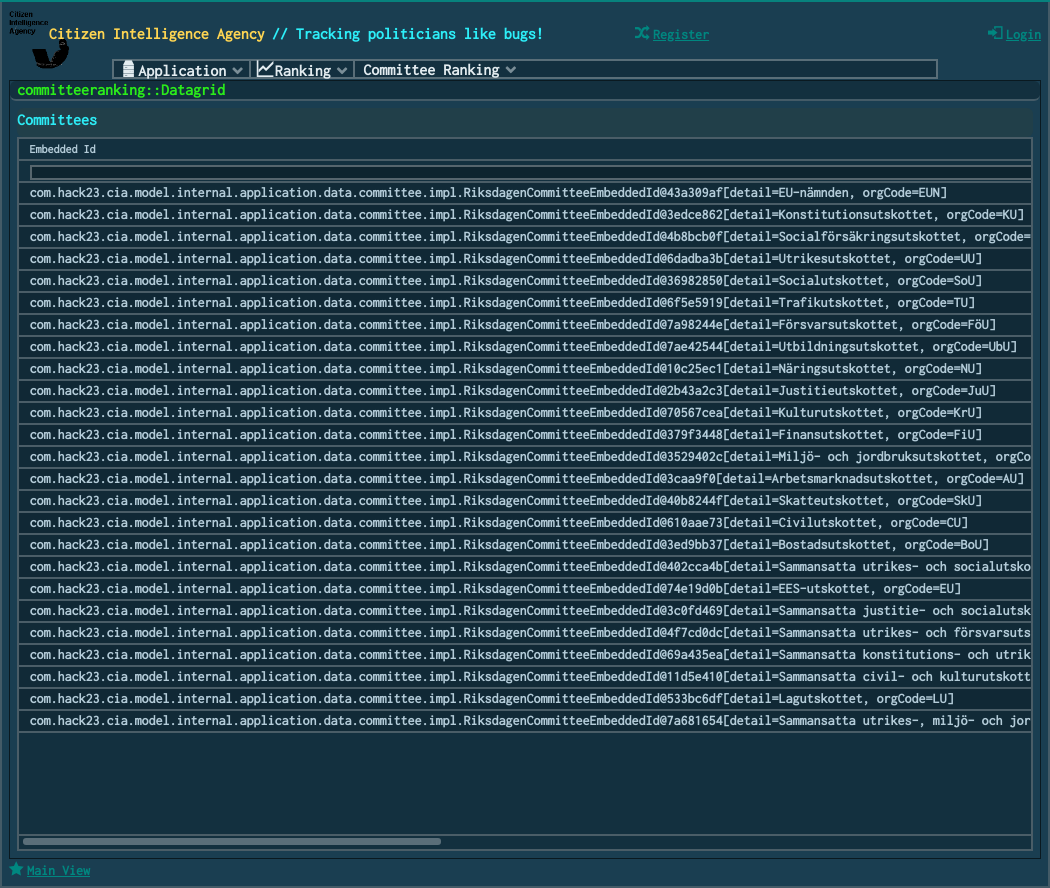 Citizen
Intelligence
Agency
Citizen Intelligence Agency // Tracking politicians like bugs!
Register
Login
Application
Ranking
Committee Ranking
committeeranking::Datagrid
Committees
Embedded Id
com.hack23.cia.model.internal.application.data.committee.impl.RiksdagenCommitteeEmbeddedId@43a309af[detail=EU-nämnden, orgCode=EUN]
com.hack23.cia.model.internal.application.data.committee.impl.RiksdagenCommitteeEmbeddedId@3edce862[detail=Konstitutionsutskottet, orgCode=KU]
com.hack23.cia.model.internal.application.data.committee.impl.RiksdagenCommitteeEmbeddedId@4b8bcb0f[detail=Socialförsäkringsutskottet, orgCode=
com.hack23.cia.model.internal.application.data.committee.impl.RiksdagenCommitteeEmbeddedId@6dadba3b[detail=Utrikesutskottet, orgCode=UU]
com.hack23.cia.model.internal.application.data.committee.impl.RiksdagenCommitteeEmbeddedId@36982850[detail=Socialutskottet, orgCode=SoU]
com.hack23.cia.model.internal.application.data.committee.impl.RiksdagenCommitteeEmbeddedId@6f5e5919[detail=Trafikutskottet, orgCode=TU]
com.hack23.cia.model.internal.application.data.committee.impl.RiksdagenCommitteeEmbeddedId@7a98244e[detail=Försvarsutskottet, orgCode=FöU]
com.hack23.cia.model.internal.application.data.committee.impl.RiksdagenCommitteeEmbeddedId@7ae42544[detail=Utbildningsutskottet, orgCode=UbU]
com.hack23.cia.model.internal.application.data.committee.impl.RiksdagenCommitteeEmbeddedId@10c25ec1[detail=Näringsutskottet, orgCode=NU]
com.hack23.cia.model.internal.application.data.committee.impl.RiksdagenCommitteeEmbeddedId@2b43a2c3[detail=Justitieutskottet, orgCode=JuU]
com.hack23.cia.model.internal.application.data.committee.impl.RiksdagenCommitteeEmbeddedId@70567cea[detail=Kulturutskottet, orgCode=KrU]
com.hack23.cia.model.internal.application.data.committee.impl.RiksdagenCommitteeEmbeddedId@379f3448[detail=Finansutskottet, orgCode=FiU]
com.hack23.cia.model.internal.application.data.committee.impl.RiksdagenCommitteeEmbeddedId@3529402c[detail=Miljö- och jordbruksutskottet, orgCo
com.hack23.cia.model.internal.application.data.committee.impl.RiksdagenCommitteeEmbeddedId@3caa9f0[detail=Arbetsmarknadsutskottet, orgCode=AU]
com.hack23.cia.model.internal.application.data.committee.impl.RiksdagenCommitteeEmbeddedId@40b8244f[detail=Skatteutskottet, orgCode=SkU]
com.hack23.cia.model.internal.application.data.committee.impl.RiksdagenCommitteeEmbeddedId@610aae73[detail=Civilutskottet, orgCode=CU]
com.hack23.cia.model.internal.application.data.committee.impl.RiksdagenCommitteeEmbeddedId@3ed9bb37[detail=Bostadsutskottet, orgCode=BoU]
com.hack23.cia.model.internal.application.data.committee.impl.RiksdagenCommitteeEmbeddedId@402cca4b[detail=Sammansatta utrikes- och socialutsko
com.hack23.cia.model.internal.application.data.committee.impl.RiksdagenCommitteeEmbeddedId@74e19d0b[detail=EES-utskottet, orgCode=EU]
com.hack23.cia.model.internal.application.data.committee.impl.RiksdagenCommitteeEmbeddedId@3c0fd469[detail=Sammansatta justitie- och socialutsk
com.hack23.cia.model.internal.application.data.committee.impl.RiksdagenCommitteeEmbeddedId@4f7cd0dc[detail=Sammansatta utrikes- och försvarsuts
com.hack23.cia.model.internal.application.data.committee.impl.RiksdagenCommitteeEmbeddedId@69a435ea[detail=Sammansatta konstitutions- och utrik
com.hack23.cia.model.internal.application.data.committee.impl.RiksdagenCommitteeEmbeddedId@11d5e410[detail=Sammansatta civil- och kulturutskott
com.hack23.cia.model.internal.application.data.committee.impl.RiksdagenCommitteeEmbeddedId@533bc6df[detail=Lagutskottet, orgCode=LU]
com.hack23.cia.model.internal.application.data.committee.impl.RiksdagenCommitteeEmbeddedId@7a681654[detail=Sammansatta utrikes-, miljö- och jor
Main View